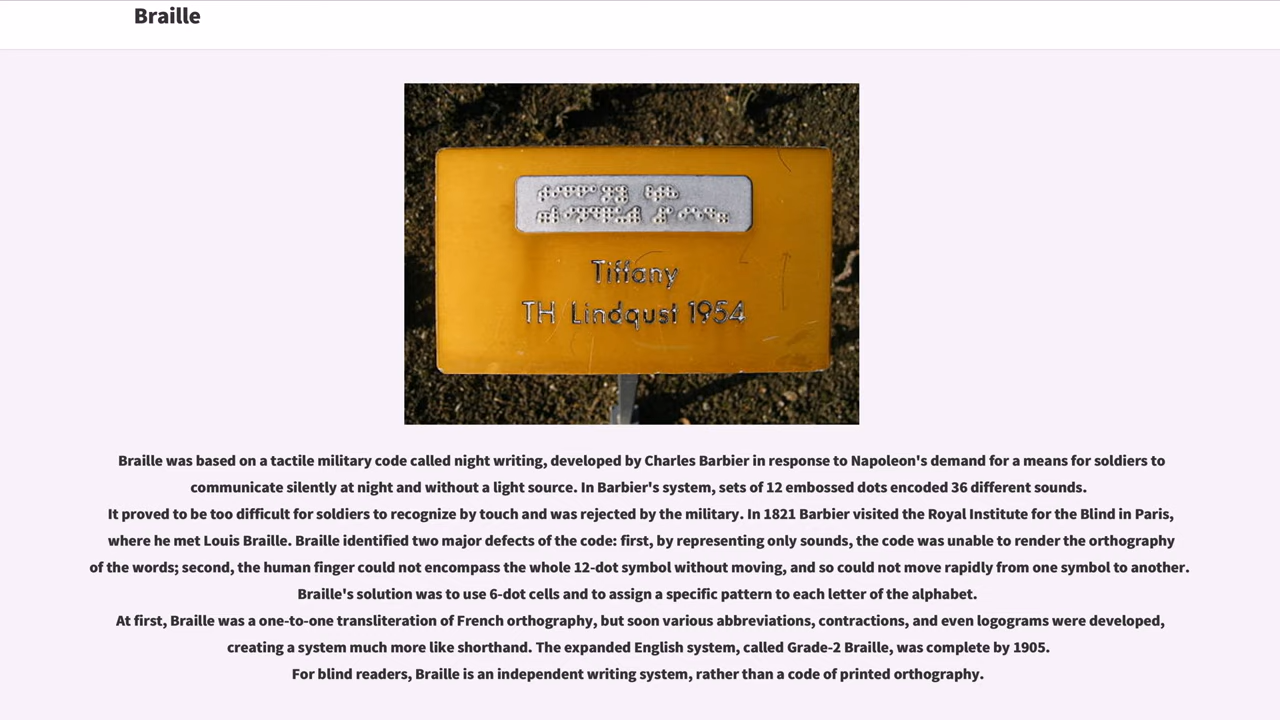 Braille
Tiffany
TH Lindqust 1954
Braille was based on a tactile military code called night writing, developed by Charles Barbier in response to Napoleon's demand for a means for soldiers to
communicate silently at night and without a light source. In Barbier's system, sets of 12 embossed dots encoded 36 different sounds.
It proved to be too difficult for soldiers to recognize by touch and was rejected by the military. In 1821 Barbier visited the Royal Institute for the Blind in Paris,
where he met Louis Braille. Braille identified two major defects of the code: first, by representing only sounds, the code was unable to render the orthography
of the words; second, the human finger could not encompass the whole 12-dot symbol without moving, and so could not move rapidly from one symbol to another.
Braille's solution was to use 6-dot cells and to assign a specific pattern to each letter of the alphabet.
At first, Braille was a one-to-one transliteration of French orthography, but soon various abbreviations, contractions, and even logograms were developed,
creating a system much more like shorthand. The expanded English system, called Grade-2 Braille, was complete by 1905.
For blind readers, Braille is an independent writing system, rather than a code of printed orthography.